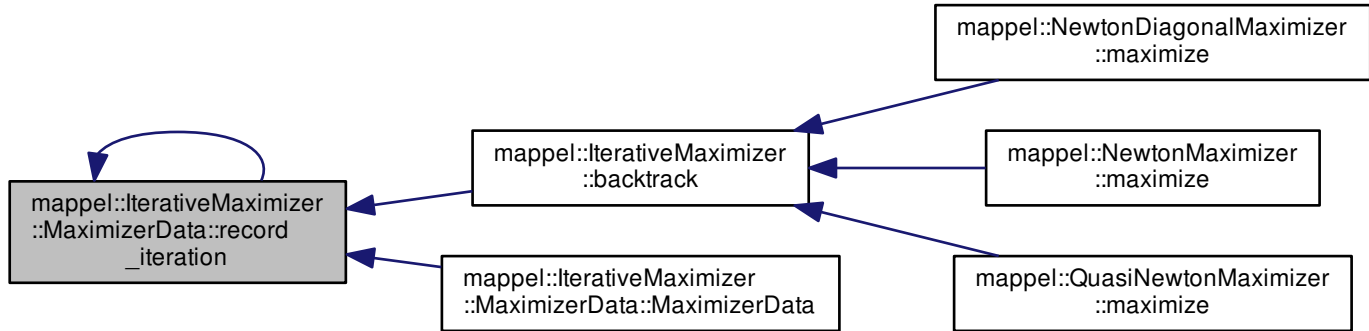 mappel::IterativeMaximizer
::MaximizerData::record
_iteration
mappel::IterativeMaximizer
::backtrack
mappel::IterativeMaximizer
::MaximizerData::MaximizerData
mappel::NewtonDiagonalMaximizer
::maximize
mappel::NewtonMaximizer
::maximize
mappel::QuasiNewtonMaximizer
::maximize